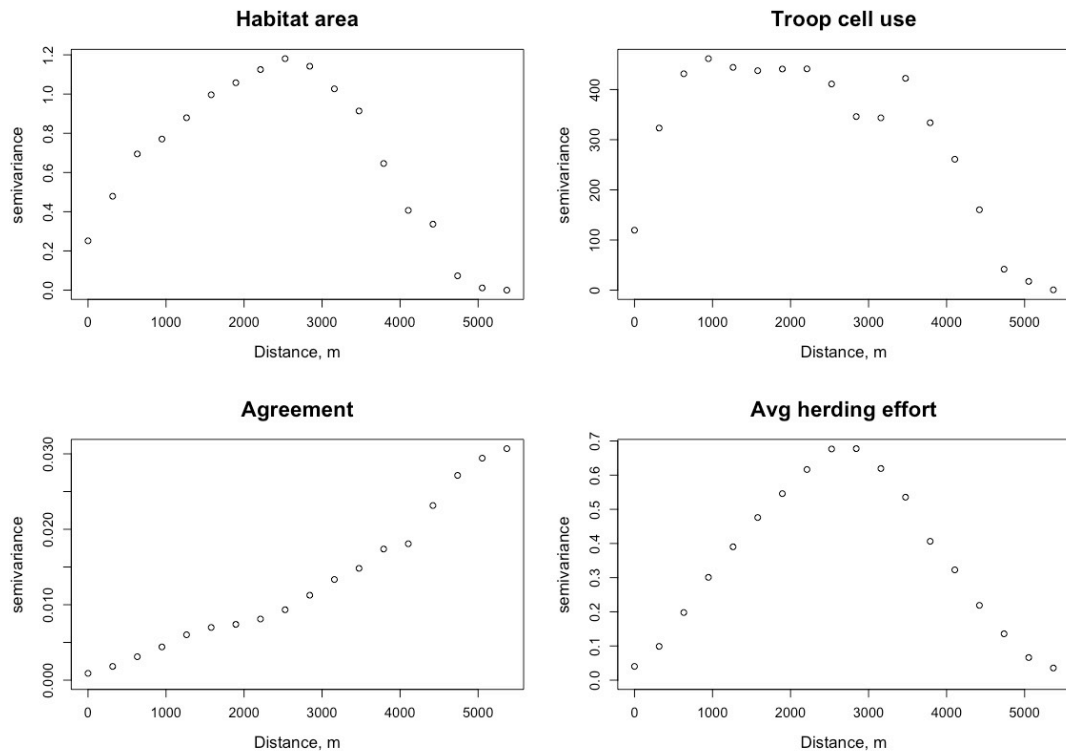 Habitat area
semivariance
0.0 0.2 0.4 0.6 0.8 1.0 1.2
0 1000 2000 3000 4000 5000
Distance, m
Troop cell use
semivariance
0 100 200 300 400
0 1000 2000 3000 4000 5000
Distance, m
Agreement
semivariance
0.000 0.010 0.020 0.030
0 1000 2000 3000 4000 5000
Distance, m
Avg herding effort
semivariance
0.0 0.1 0.2 0.3 0.4 0.5 0.6 0.7
0 1000 2000 3000 4000 5000
Distance, m